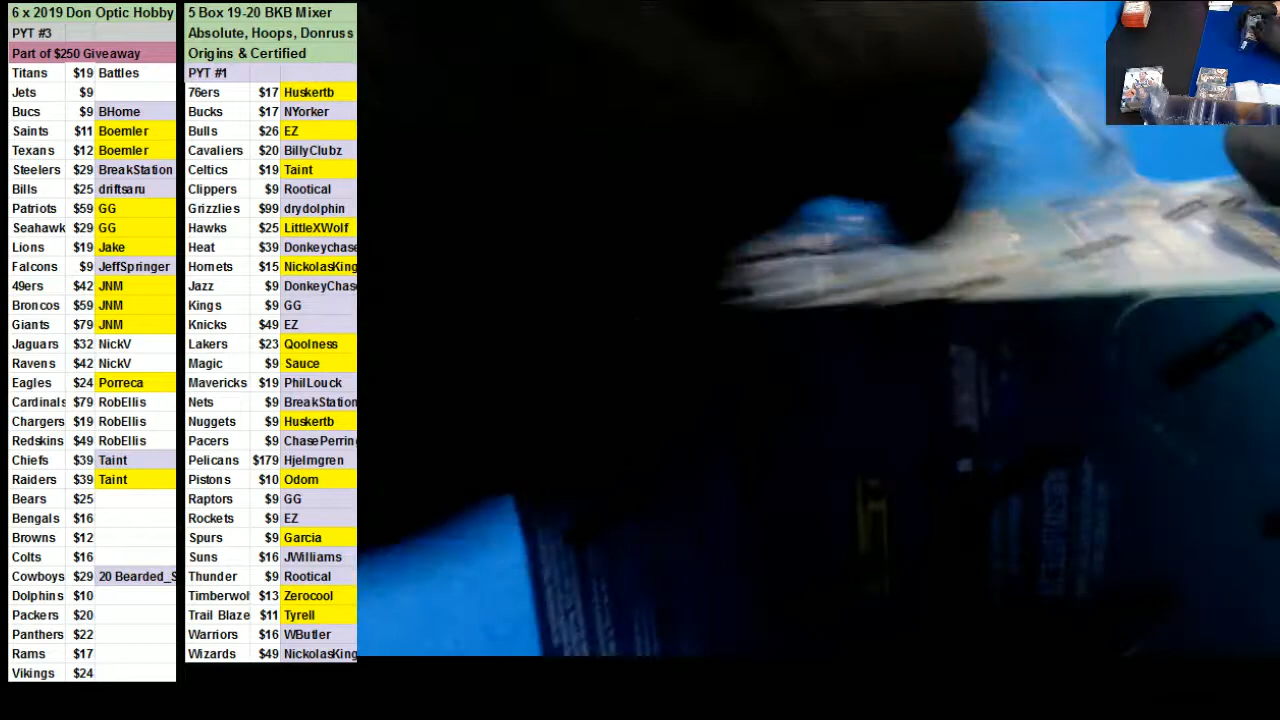 6 x 2019 Don Optic Hobby
PYT #3
Part of $250 Giveaway
Titans $19 Battles
Jets $9
Bucs $9 BHome
Saints $11 Boemler
Texans $12 Boemler
Steelers $29 BreakStation
Bills $25 driftsaru
Patriots $59 GG
Seahawk $29 GG
Lions $19 Jake
Falcons $9 JeffSpringer
49ers $42 JNM
Broncos $59 JNM
Giants $79 JNM
Jaguars $32 NickV
Ravens $42 NickV
Eagles $24 Porreca
Cardinals $79 RobEllis
Chargers $19 RobEllis
Redskins $49 RobEllis
Chiefs $39 Taint
Raiders $39 Taint
Bears $25
Bengals $16
Browns $12
Colts $16
Cowboys $29 20 Bearded_S
Dolphins $10
Packers $20
Panthers $22
Rams $17
Vikings $24
5 Box 19-20 BKB Mixer
Absolute, Hoops, Donruss
Origins & Certified
PYT #1
76ers $17 Huskertb
Bucks $17 NYorker
Bulls $26 EZ
Cavaliers $20 BillyClubz
Celtics $19 Taint
Clippers $9 Rootical
Grizzlies $99 drydolphin
Hawks $25 LittleXWolf
Heat $39 Donkeychase
Hornets $15 NickolasKing
Jazz $9 DonkeyChase
Kings $9 GG
Knicks $49 EZ
Lakers $23 Qoolness
Magic $9 Sauce
Mavericks $19 PhilLouck
Nets $9 BreakStation
Nuggets $9 Huskertb
Pacers $9 ChasePerrin
Pelicans $179 Hjelmgren
Pistons $10 Odom
Raptors $9 GG
Rockets $9 EZ
Spurs $9 Garcia
Suns $16 JWilliams
Thunder $9 Rootical
Timberwol $13 Zerocool
Trail Blaze $11 Tyrell
Warriors $16 WButler
Wizards $49 NickolasKing